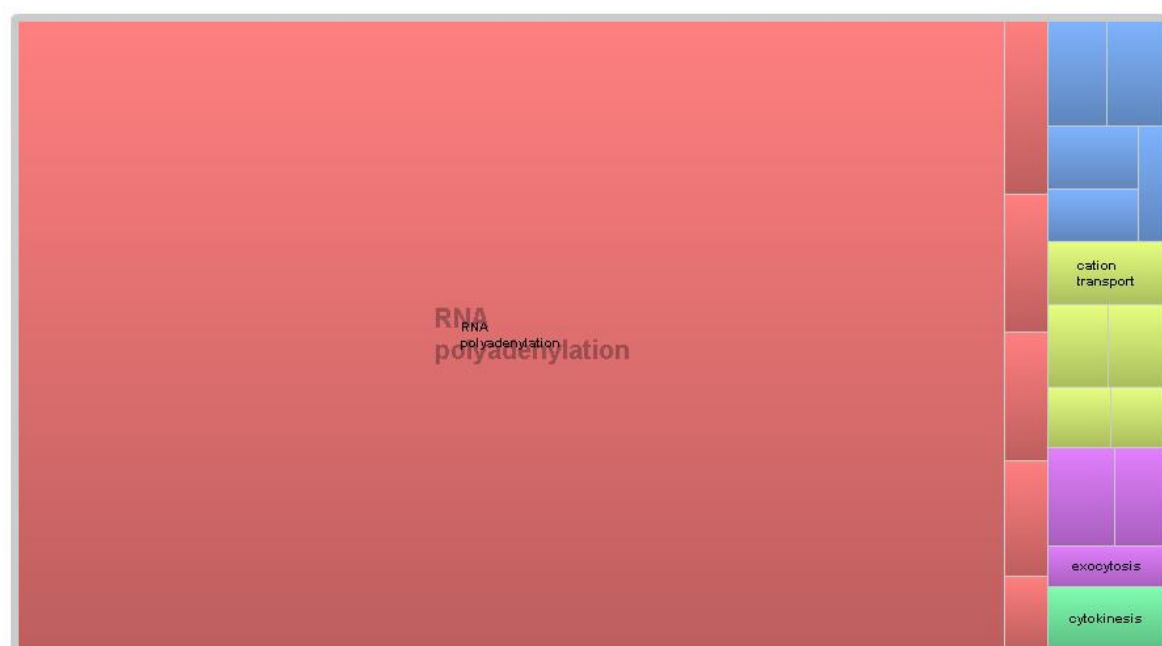 RNA
polyadenylation
RNA
polyadenylation
cation
transport
exocytosis
cytokinesis